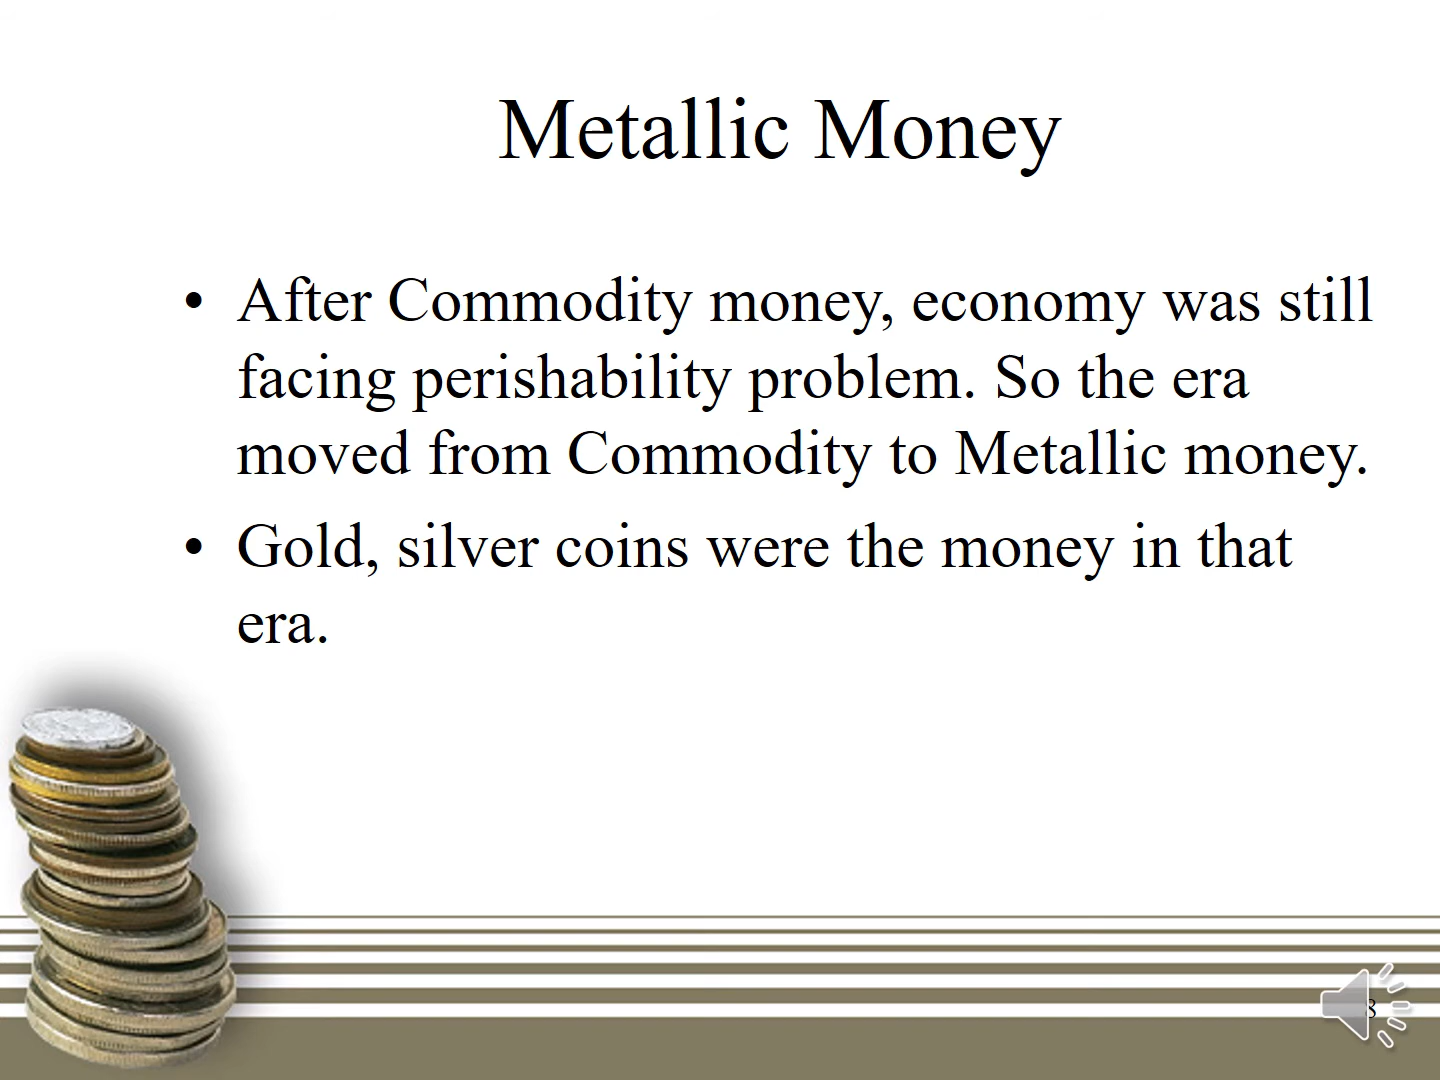 Metallic Money
• After Commodity money, economy was still
facing perishability problem. So the era
moved from Commodity to Metallic money.
• Gold, silver coins were the money in that
era.
8